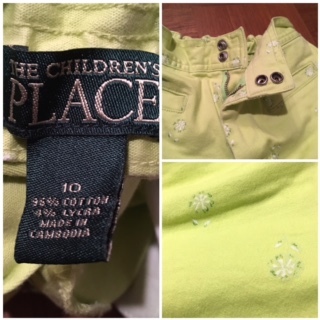 THE CHILDREN'S
PLACE
10
96% COTTON
4% LYCRA
MADE IN
CAMBODIA